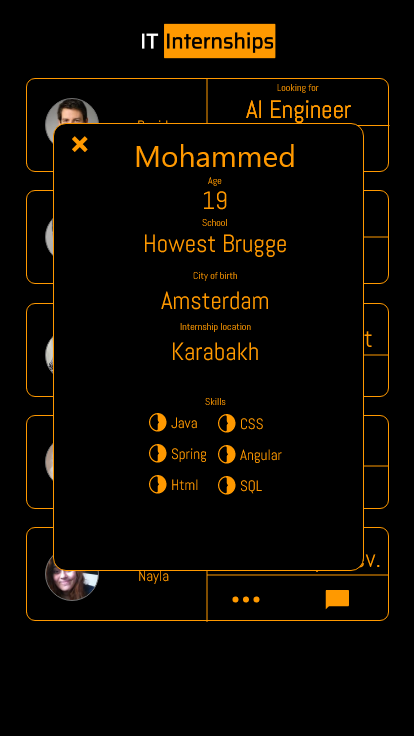 IT Internships
Looking for
AI Engineer
Mohammed
Age
19
School
Howest Brugge
City of birth
Amsterdam
Internship location
Karabakh
Skills
Java
CSS
Spring
Angular
Html
SQL
Nayla